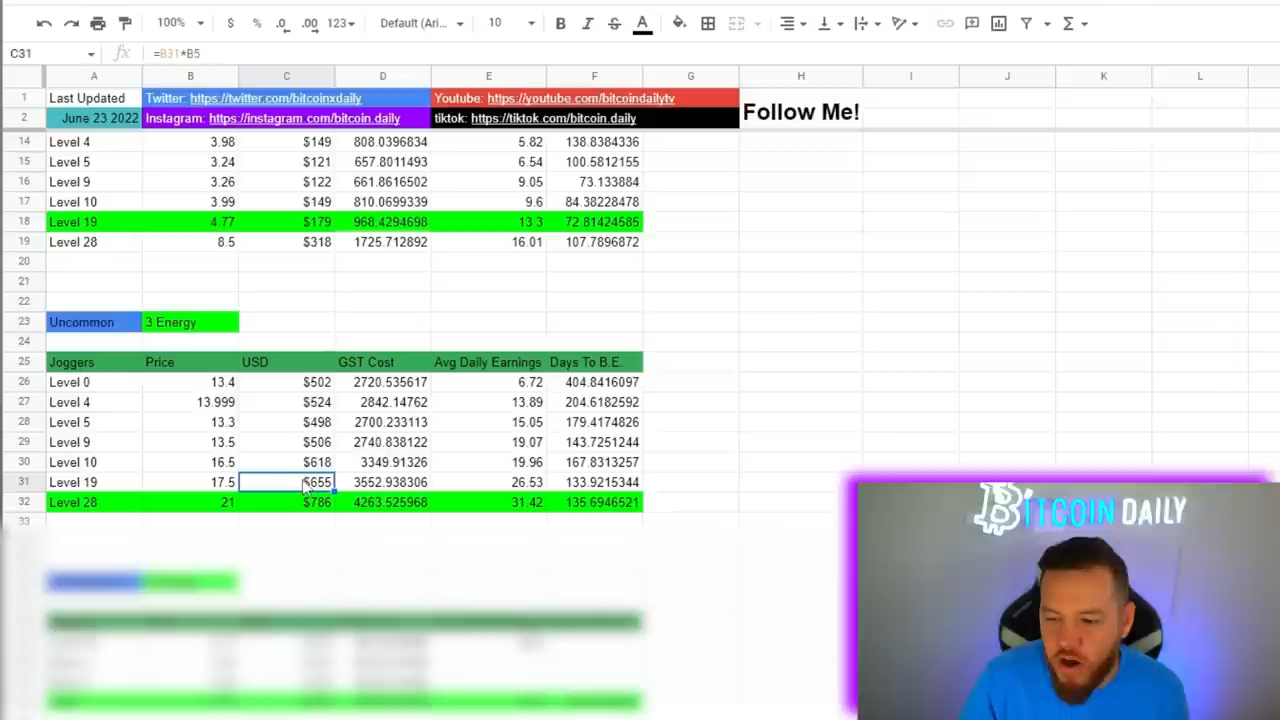 100% $ % .0 .00 123 Default (Ari... 10 B I S A
C31 fx =B31*B5
A B C D E F G H I J K L
1 Last Updated Twitter: https://twitter.com/bitcoinxdaily Youtube: https://youtube.com/bitcoindailytv Follow Me!
2 June 23 2022 Instagram: https://instagram.com/bitcoin.daily tiktok: https://tiktok.com/bitcoin.daily
14 Level 4 3.98 $149 808.0396834 5.82 138.8384336
15 Level 5 3.24 $121 657.8011493 6.54 100.5812155
16 Level 9 3.26 $122 661.8616502 9.05 73.133884
17 Level 10 3.99 $149 810.0699339 9.6 84.38228478
18 Level 19 4.77 $179 968.4294698 13.3 72.81424585
19 Level 28 8.5 $318 1725.712892 16.01 107.7896872
20
21
22
23 Uncommon 3 Energy
24
25 Joggers Price USD GST Cost Avg Daily Earnings Days To B.E.
26 Level 0 13.4 $502 2720.535617 6.72 404.8416097
27 Level 4 13.999 $524 2842.14762 13.89 204.6182592
28 Level 5 13.3 $498 2700.233113 15.05 179.4174826
29 Level 9 13.5 $506 2740.838122 19.07 143.7251244
30 Level 10 16.5 $618 3349.91326 19.96 167.8313257
31 Level 19 17.5 $655 3552.938306 26.53 133.9215344
32 Level 28 21 $786 4263.525968 31.42 135.6946521
33
BITCOIN DAILY